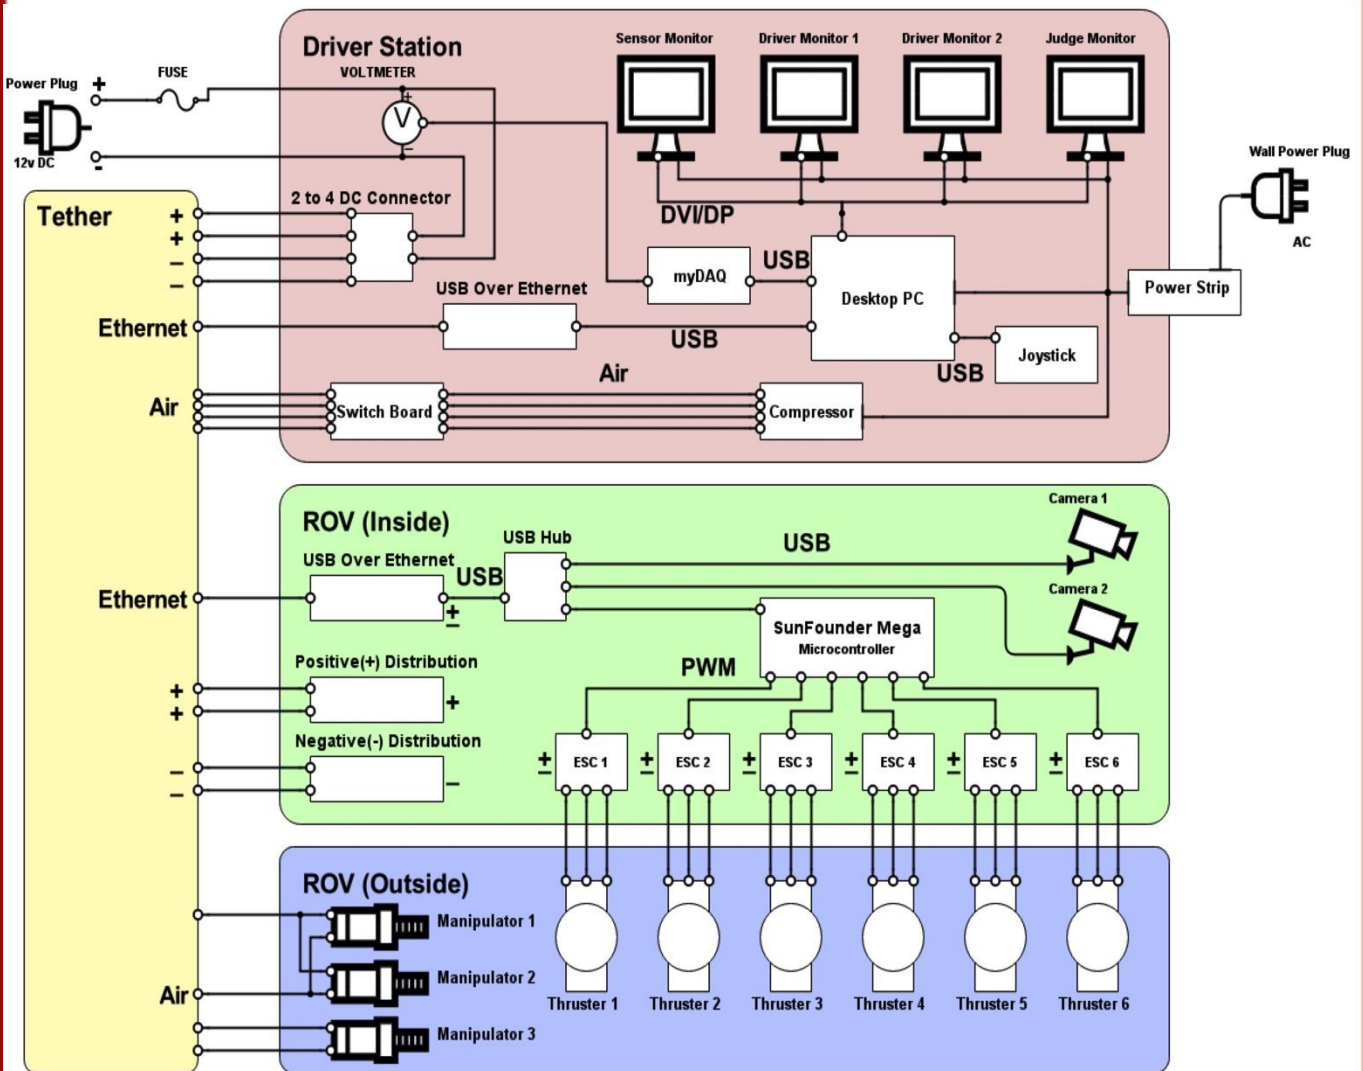 Driver Station
Sensor Monitor
Driver Monitor 1
Driver Monitor 2
Judge Monitor
Power Plug
+
FUSE
VOLTMETER
+
V
−
12v DC
-
Wall Power Plug
AC
Tether
2 to 4 DC Connector
+
+
−
−
DVI/DP
myDAQ
USB
Desktop PC
Power Strip
USB Over Ethernet
Ethernet
USB
Joystick
USB
Air
Air
Switch Board
Compressor
ROV (Inside)
USB Hub
USB
Camera 1
USB Over Ethernet
USB
Camera 2
Ethernet
+
−
SunFounder Mega
Microcontroller
Positive(+) Distribution
PWM
+
+
+
Negative(-) Distribution
−
−
−
+
−
ESC 1
+
−
ESC 2
+
−
ESC 3
+
−
ESC 4
+
−
ESC 5
+
−
ESC 6
ROV (Outside)
Manipulator 1
Manipulator 2
Air
Manipulator 3
Thruster 1
Thruster 2
Thruster 3
Thruster 4
Thruster 5
Thruster 6